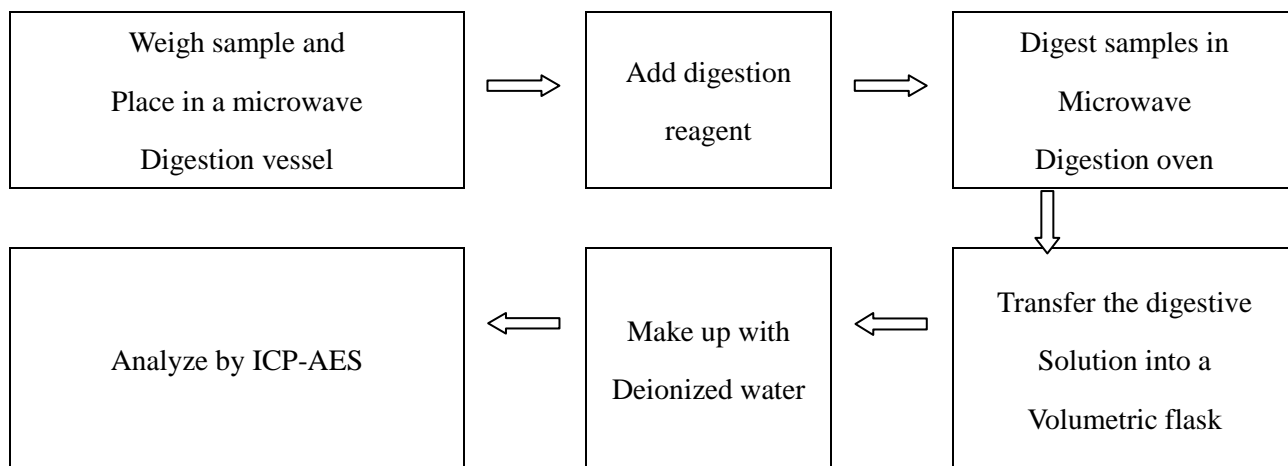 Weigh sample and
Place in a microwave
Digestion vessel
Add digestion
reagent
Digest samples in
Microwave
Digestion oven
Transfer the digestive
Solution into a
Volumetric flask
Make up with
Deionized water
Analyze by ICP-AES